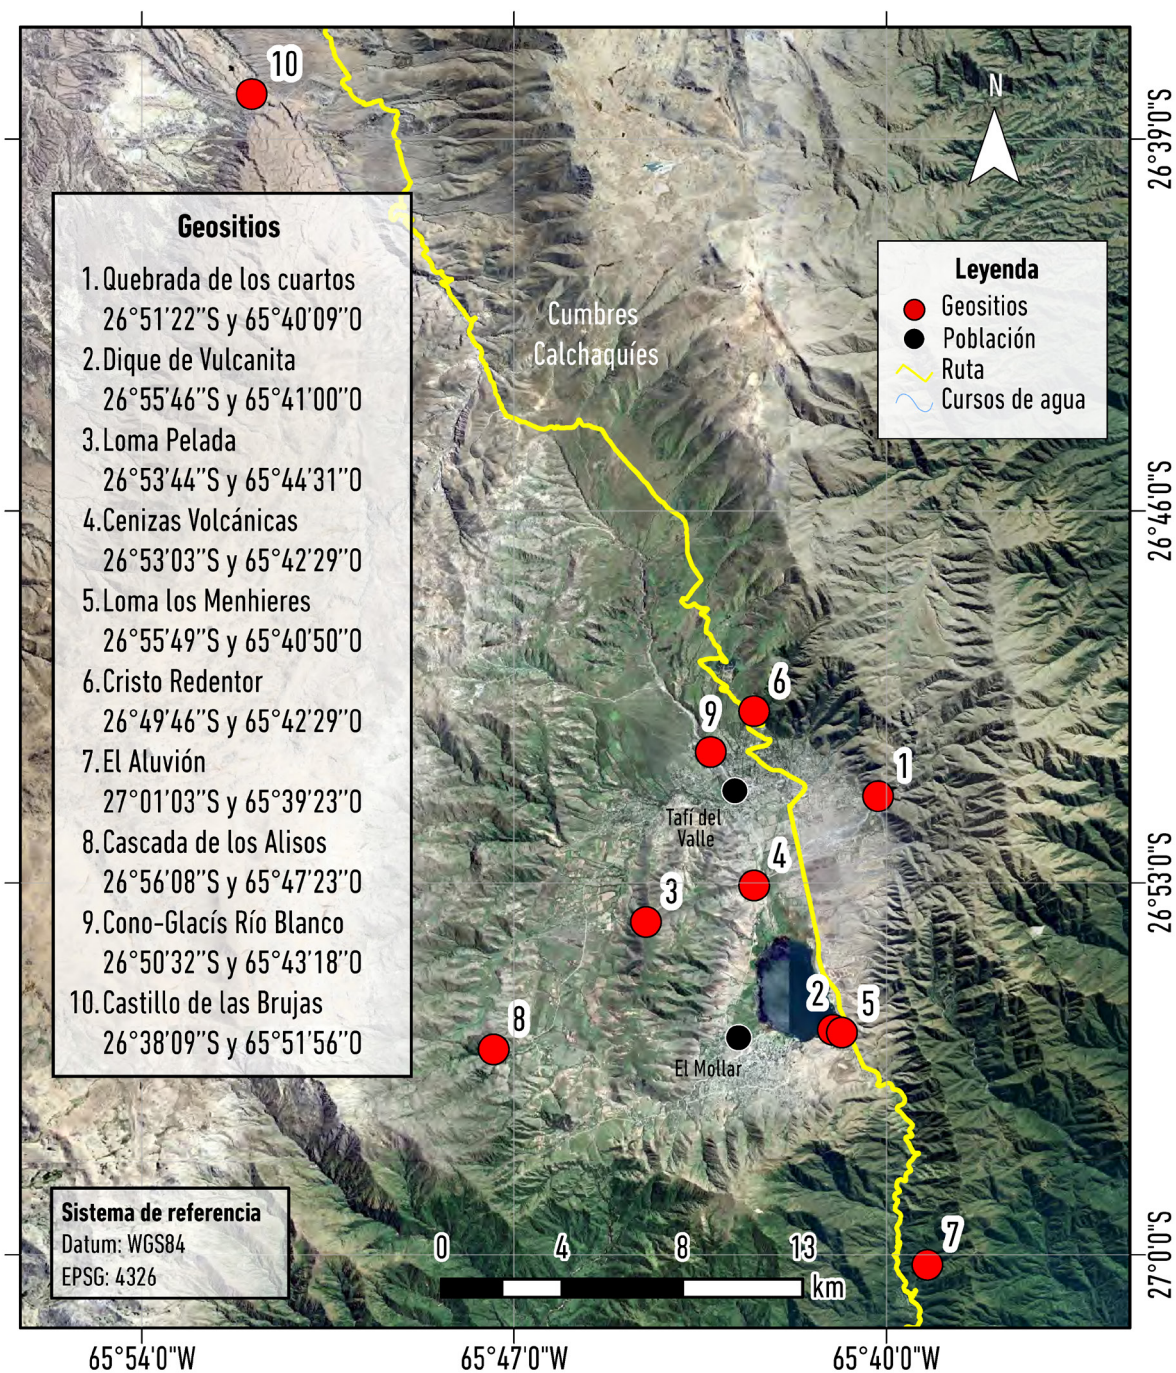 10
N
Geositios
1.Quebrada de los cuartos
26°51'22''S y 65°40'09''O
2.Dique de Vulcanita
26°55'46''S y 65°41'00''O
3.Loma Pelada
26°53'44''S y 65°44'31''O
4.Cenizas Volcánicas
26°53'03''S y 65°42'29''O
5.Loma los Menhieres
26°55'49''S y 65°40'50''O
6.Cristo Redentor
26°49'46''S y 65°42'29''O
7.El Aluvión
27°01'03''S y 65°39'23''O
8.Cascada de los Alisos
26°56'08''S y 65°47'23''O
9.Cono-Glacís Río Blanco
26°50'32''S y 65°43'18''O
10.Castillo de las Brujas
26°38'09''S y 65°51'56''O
Leyenda
Geositios
Población
Ruta
Cursos de agua
Cumbres
Calchaquíes
6
9
1
Tafí del
Valle
4
3
2
5
8
El Mollar
7
Sistema de referencia
Datum: WGS84
EPSG: 4326
0 4 8 13
km
26°39'0"S
26°46'0"S
26°53'0"S
27°0'0"S
65°54'0"W
65°47'0"W
65°40'0"W